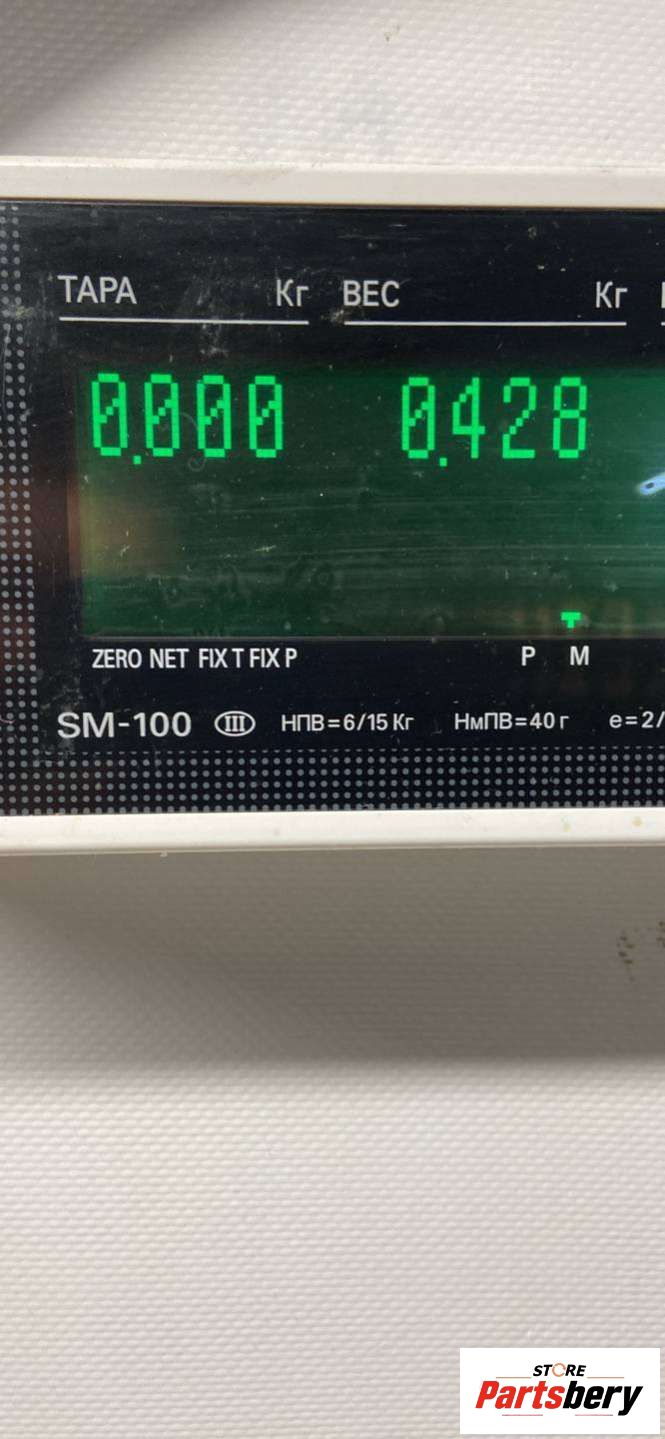 ТАРА Кг ВЕС Кг
0.000 0.428
ZERO NET FIX T FIX P P M
SM-100 III НПВ=6/15 Кг НмПВ=40 г e=2/
STORE
Partsbery